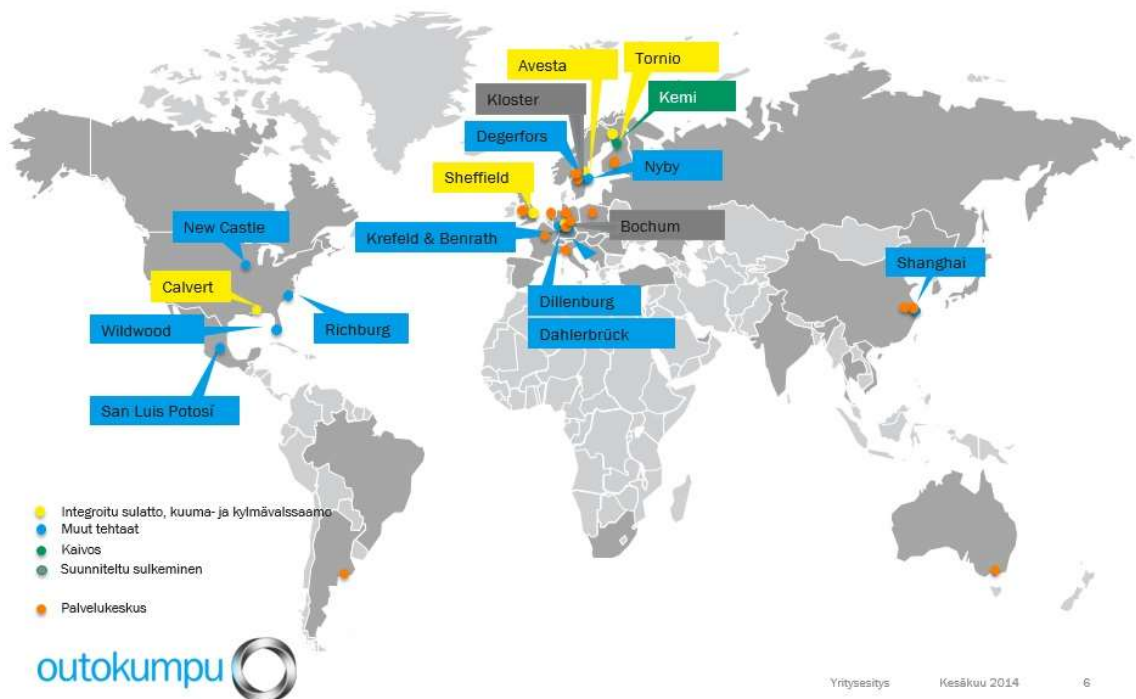 Avesta
Tornio
Kloster
Kemi
Degerfors
Nyby
Sheffield
New Castle
Krefeld & Benrath
Bochum
Shanghai
Calvert
Dillenburg
Wildwood
Richburg
Dahlerbrück
San Luis Potosí
Integroitu sulatto, kuuma- ja kylmävalssaamo
Muut tehtaat
Kaivos
Suunniteltu sulkeminen
Palvelukeskus
outokumpu
Yritysesitys Kesäkuu 2014 6